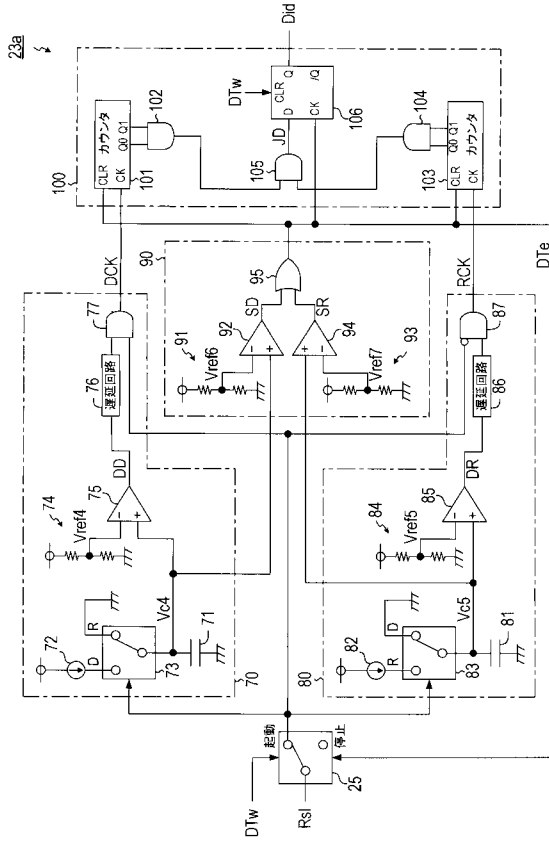 23a
Did
DTw
CLR
D
Q
CK
/Q
106
JD
105
102
カウンタ
Q0 Q1
CLR
CK
101
100
104
カウンタ
Q0 Q1
CLR
CK
103
DTe
DCK
RCK
90
95
SD
SR
91
92
94
93
Vref6
Vref7
77
76
遅延回路
DD
75
74
Vref4
Vc4
R
D
72
73
71
70
87
86
遅延回路
DR
85
84
Vref5
Vc5
D
R
82
83
81
80
起動
停止
DTw
Rsl
25